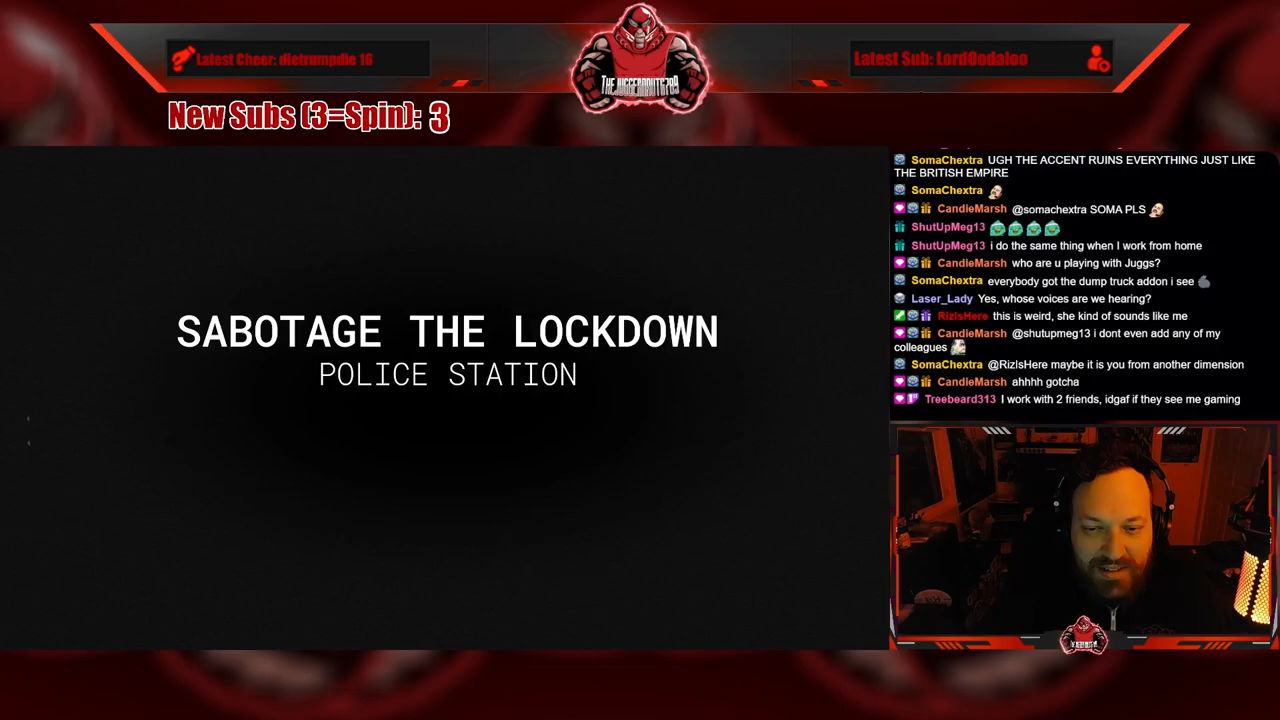 Latest Cheer: dietrumpdie 16
THEJUGGERNAUT6789
Latest Sub: LordOodaloo
New Subs (3=Spin): 3
SABOTAGE THE LOCKDOWN
POLICE STATION
SomaChextra UGH THE ACCENT RUINS EVERYTHING JUST LIKE
THE BRITISH EMPIRE
SomaChextra
CandieMarsh @somachextra SOMA PLS
ShutUpMeg13
ShutUpMeg13 i do the same thing when I work from home
CandieMarsh who are u playing with Juggs?
SomaChextra everybody got the dump truck addon i see
Laser_Lady Yes, whose voices are we hearing?
RizIsHere this is weird, she kind of sounds like me
CandieMarsh @shutupmeg13 i dont even add any of my
colleagues
SomaChextra @RizIsHere maybe it is you from another dimension
CandieMarsh ahhhh gotcha
Treebeard313 I work with 2 friends, idgaf if they see me gaming